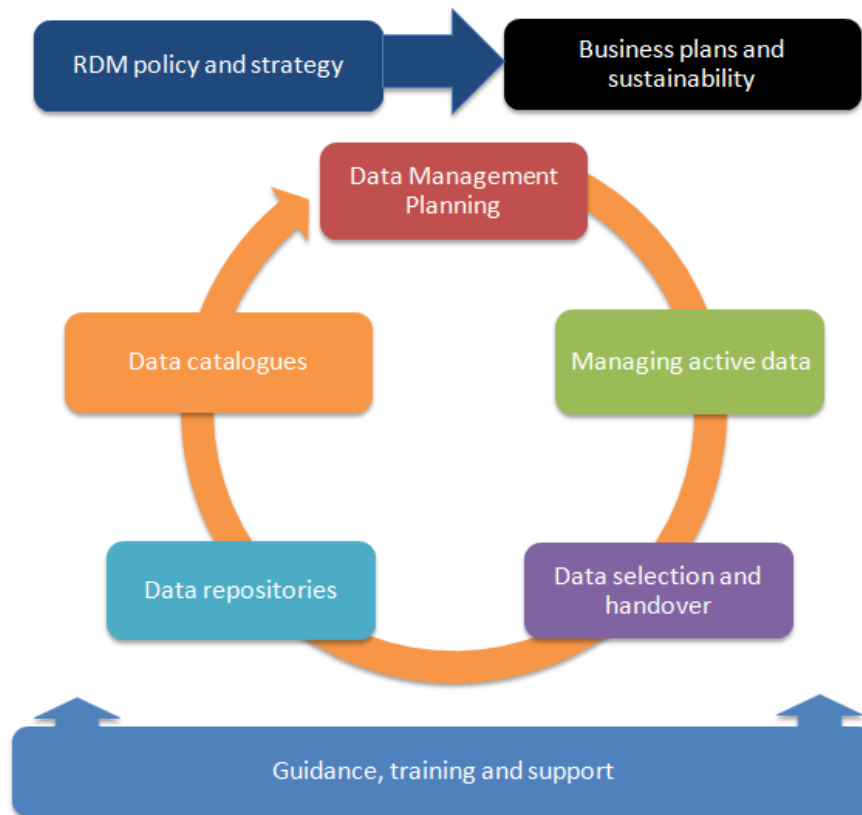 RDM policy and strategy
Business plans and
sustainability
Data Management
Planning
Data catalogues
Managing active data
Data repositories
Data selection and
handover
Guidance, training and support